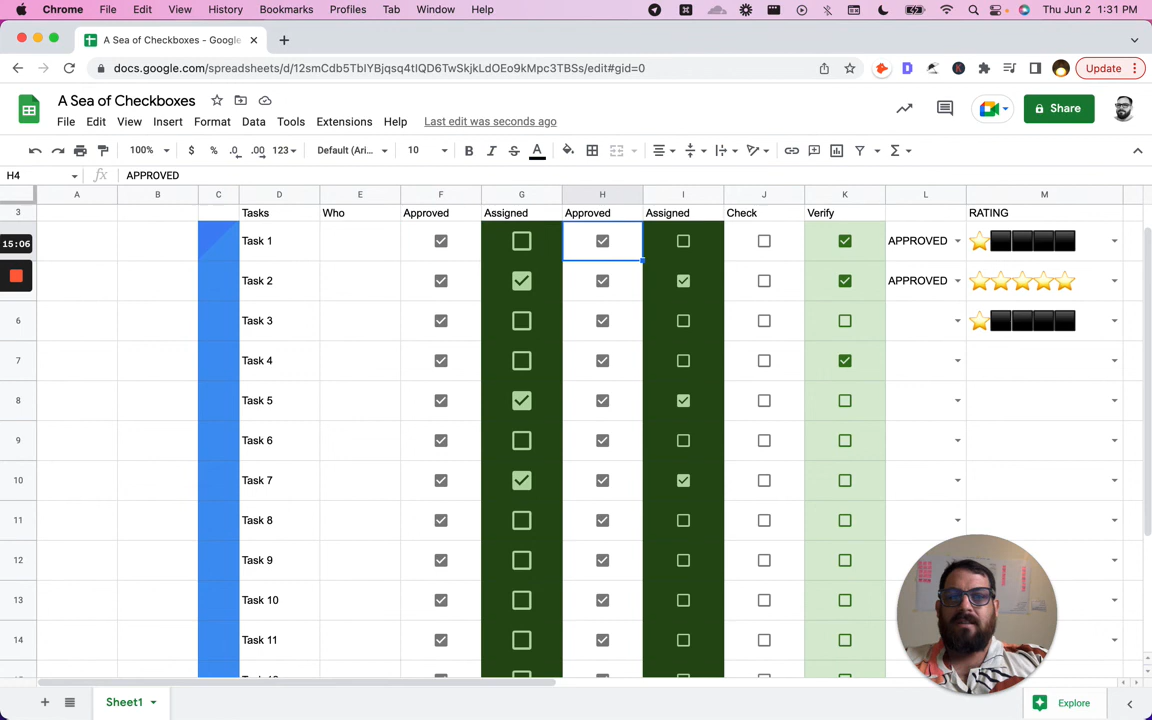 Chrome File Edit View History Bookmarks Profiles Tab Window Help Thu Jun 2 1:31 PM
A Sea of Checkboxes - Google
docs.google.com/spreadsheets/d/12smCdb5TbIYBjqsq4tIQD6TwSkjkLdOEo9kMpc3TBSs/edit#gid=0 Update
A Sea of Checkboxes
File Edit View Insert Format Data Tools Extensions Help Last edit was seconds ago Share
100% $ % .0 .00 123 Default (Ari... 10 B I S A
H4 fx APPROVED
A B C D E F G H I J K L M
3 Tasks Who Approved Assigned Approved Assigned Check Verify RATING
15:06 Task 1 APPROVED
Task 2 APPROVED
6 Task 3
7 Task 4
8 Task 5
9 Task 6
10 Task 7
11 Task 8
12 Task 9
13 Task 10
14 Task 11
Sheet1 Explore